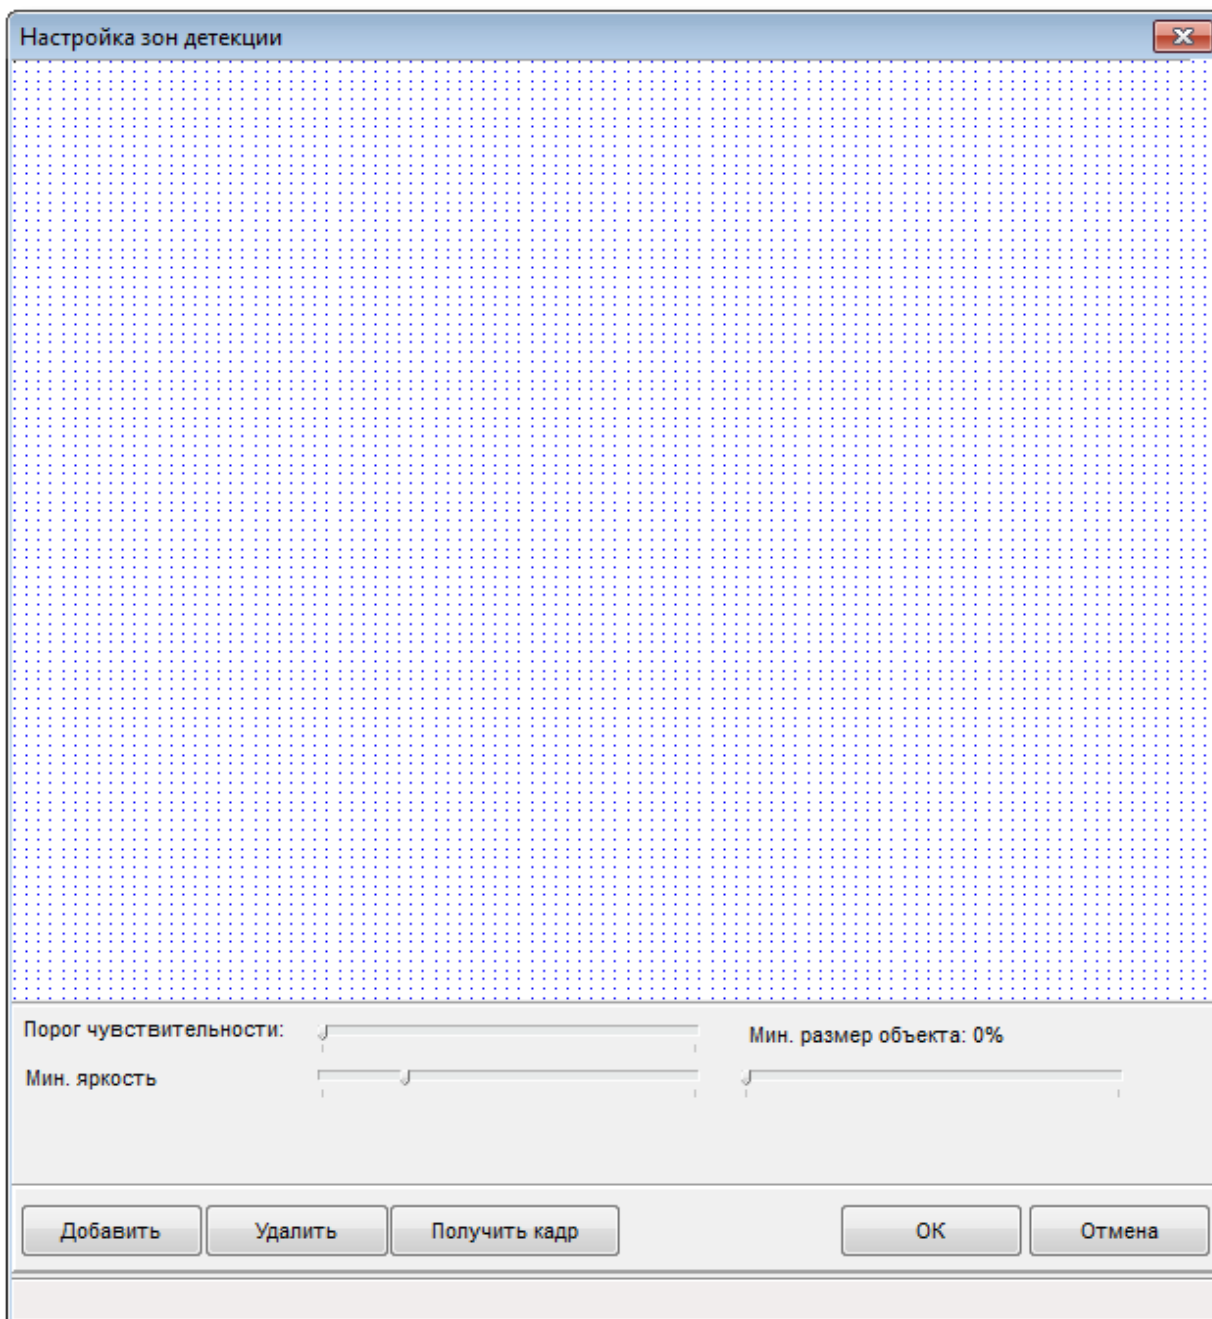 Настройка зон детекции
Порог чувствительности:
Мин. размер объекта: 0%
Мин. яркость
Добавить Удалить Получить кадр ОК Отмена